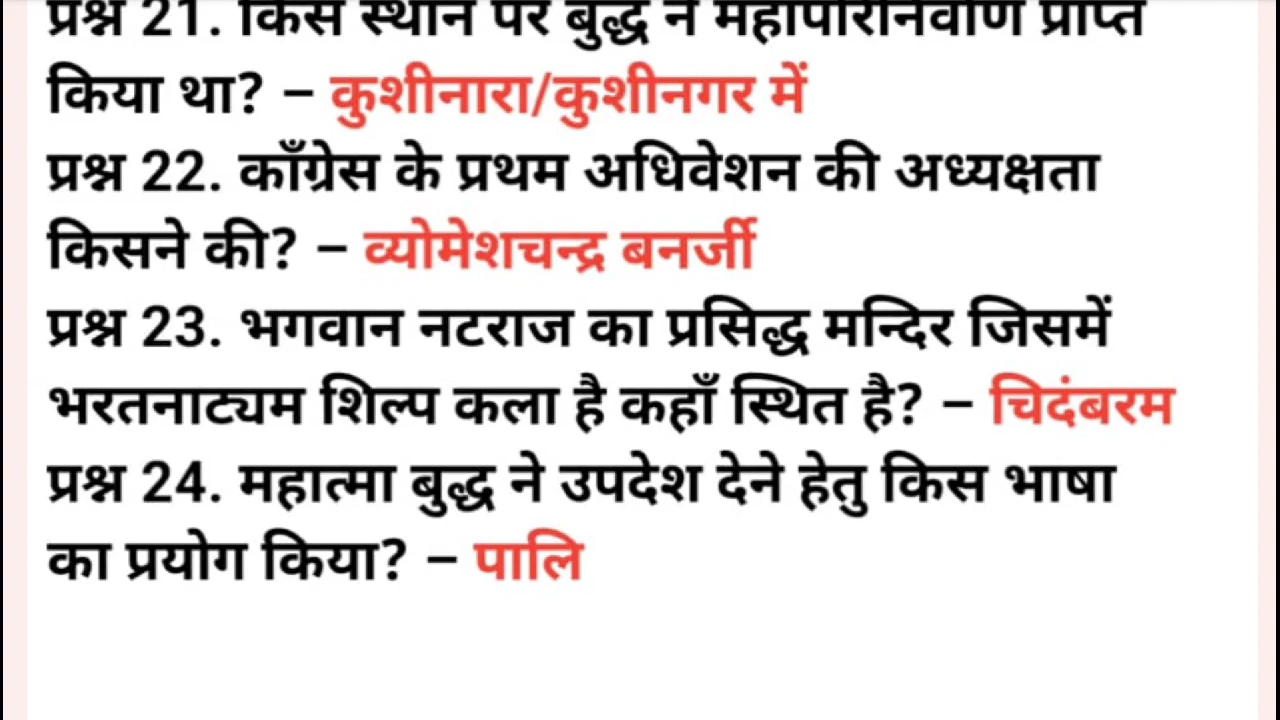 प्रश्न 21. किस स्थान पर बुद्ध ने महापरिनिर्वाण प्राप्त
किया था? – कुशीनारा/कुशीनगर में
प्रश्न 22. काँग्रेस के प्रथम अधिवेशन की अध्यक्षता
किसने की? – व्योमेशचन्द्र बनर्जी
प्रश्न 23. भगवान नटराज का प्रसिद्ध मन्दिर जिसमें
भरतनाट्यम शिल्प कला है कहाँ स्थित है? – चिदंबरम
प्रश्न 24. महात्मा बुद्ध ने उपदेश देने हेतु किस भाषा
का प्रयोग किया? – पालि